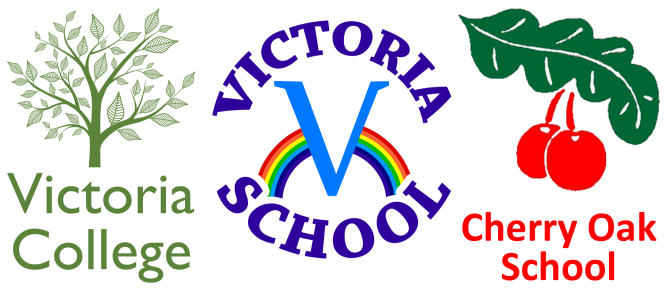 Victoria
College
VICTORIA
V
SCHOOL
Cherry Oak
School